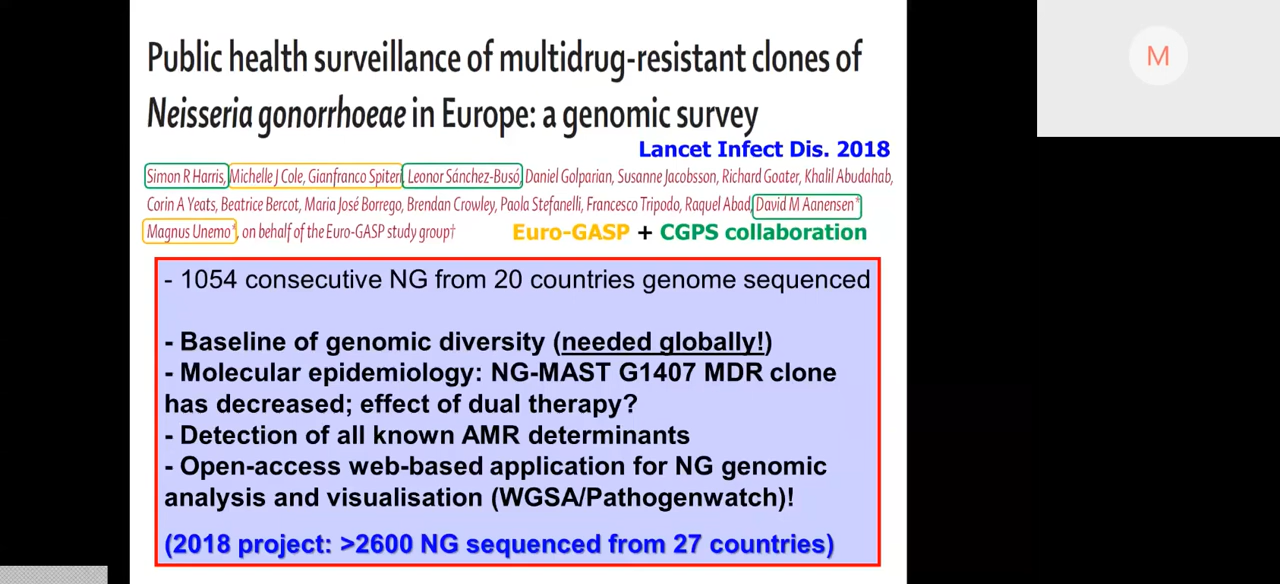 Public health surveillance of multidrug-resistant clones of
Neisseria gonorrhoeae in Europe: a genomic survey
Lancet Infect Dis. 2018
Simon R Harris, Michelle J Cole, Gianfranco Spiteri, Leonor Sánchez-Busó, Daniel Golparian, Susanne Jacobsson, Richard Goater, Khalil Abudahab,
Corin A Yeats, Beatrice Bercot, Maria José Borrego, Brendan Crowley, Paola Stefanelli, Francesco Tripodo, Raquel Abad, David M Aanensen*
Magnus Unemo*, on behalf of the Euro-GASP study group†
Euro-GASP + CGPS collaboration
- 1054 consecutive NG from 20 countries genome sequenced
- Baseline of genomic diversity (needed globally!)
- Molecular epidemiology: NG-MAST G1407 MDR clone
has decreased; effect of dual therapy?
- Detection of all known AMR determinants
- Open-access web-based application for NG genomic
analysis and visualisation (WGSA/Pathogenwatch)!
(2018 project: >2600 NG sequenced from 27 countries)
M